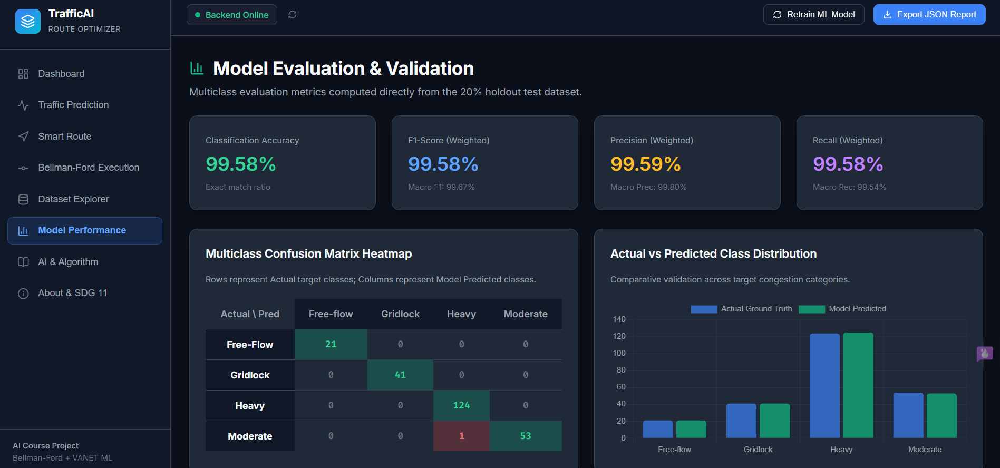 TrafficAI
ROUTE OPTIMIZER
Dashboard
Traffic Prediction
Smart Route
Bellman-Ford Execution
Dataset Explorer
Model Performance
AI & Algorithm
About & SDG 11
AI Course Project
Bellman-Ford + VANET ML
Backend Online
Retrain ML Model
Export JSON Report
Model Evaluation & Validation
Multiclass evaluation metrics computed directly from the 20% holdout test dataset.
Classification Accuracy
99.58%
Exact match ratio
F1-Score (Weighted)
99.58%
Macro F1: 99.67%
Precision (Weighted)
99.59%
Macro Prec: 99.80%
Recall (Weighted)
99.58%
Macro Rec: 99.54%
Multiclass Confusion Matrix Heatmap
Rows represent Actual target classes; Columns represent Model Predicted classes.
Actual \ Pred Free-flow Gridlock Heavy Moderate
Free-Flow 21 0 0 0
Gridlock 0 41 0 0
Heavy 0 0 124 0
Moderate 0 0 1 53
Actual vs Predicted Class Distribution
Comparative validation across target congestion categories.
Actual Ground Truth Model Predicted
140
120
100
80
60
40
20
0
Free-flow Gridlock Heavy Moderate